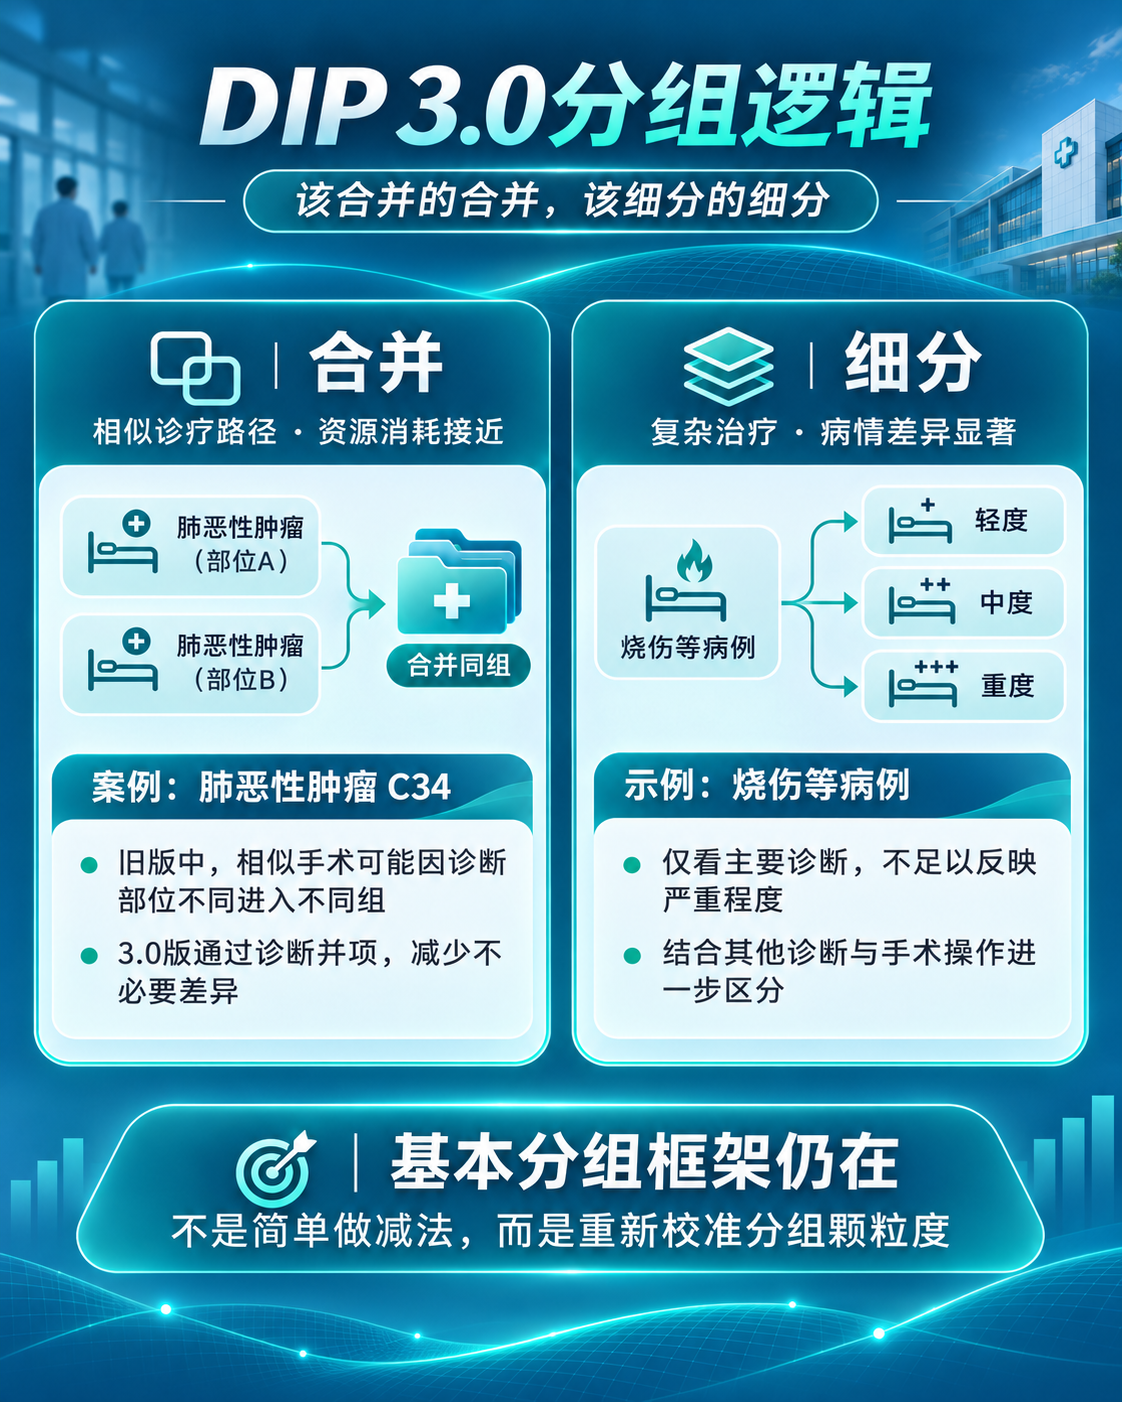 DIP 3.0分组逻辑
该合并的合并，该细分的细分
合并
相似诊疗路径·资源消耗接近
肺恶性肿瘤
（部位A）
肺恶性肿瘤
（部位B）
合并同组
案例：肺恶性肿瘤 C34
旧版中，相似手术可能因诊断
部位不同进入不同组
3.0版通过诊断并项，减少不
必要差异
细分
复杂治疗·病情差异显著
烧伤等病例
轻度
中度
重度
示例：烧伤等病例
仅看主要诊断，不足以反映
严重程度
结合其他诊断与手术操作进
一步区分
基本分组框架仍在
不是简单做减法，而是重新校准分组颗粒度